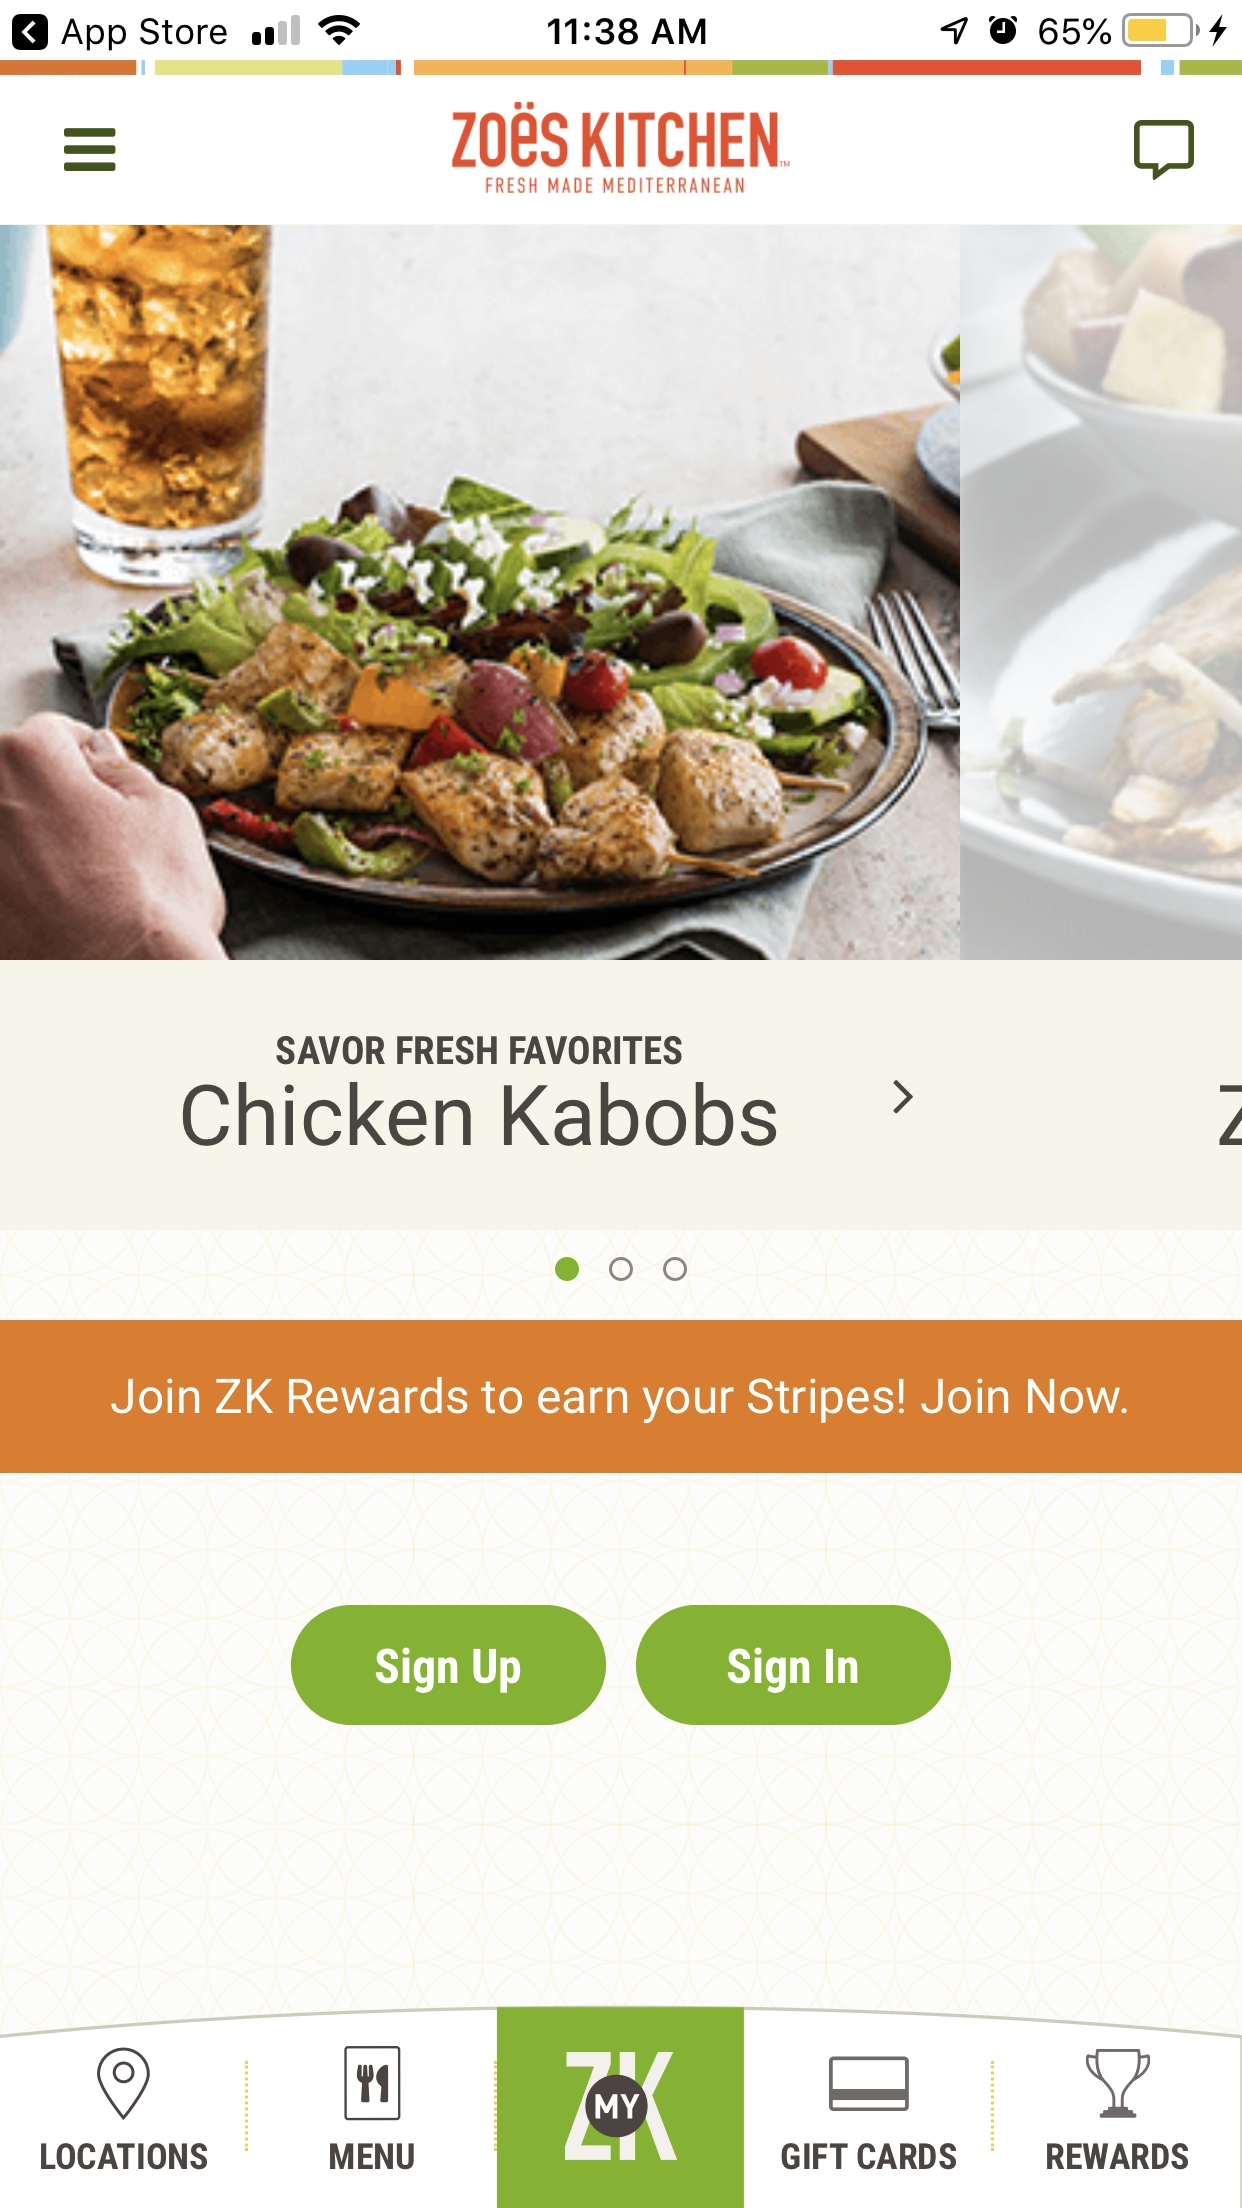 App Store
11:38 AM
65%
ZOËS KITCHEN™
FRESH MADE MEDITERRANEAN
SAVOR FRESH FAVORITES
Chicken Kabobs
Z
Join ZK Rewards to earn your Stripes! Join Now.
Sign Up
Sign In
LOCATIONS
MENU
ZK
MY
GIFT CARDS
REWARDS